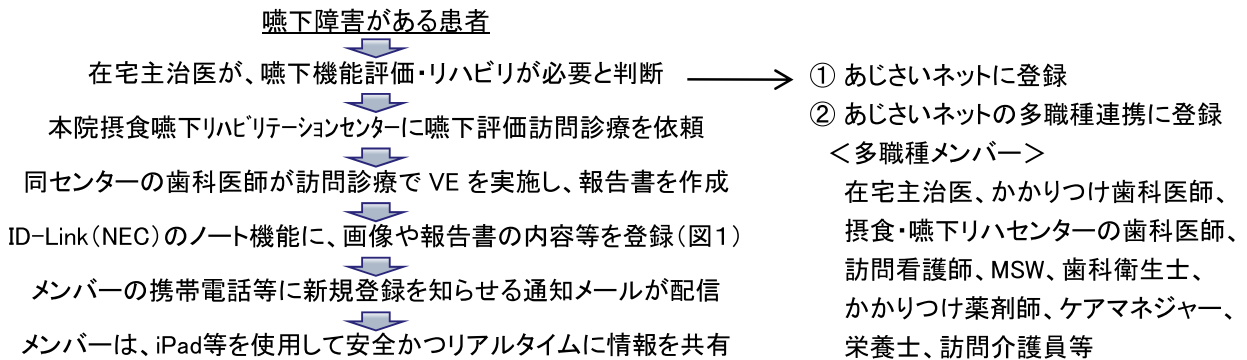 嚥下障害がある患者
在宅主治医が、嚥下機能評価・リハビリが必要と判断
本院摂食嚥下ﾘﾊﾋﾞﾘﾃｰｼｮﾝｾﾝﾀｰに嚥下評価訪問診療を依頼
同センターの歯科医師が訪問診療で VE を実施し、報告書を作成
ID-Link(NEC)のノート機能に、画像や報告書の内容等を登録(図1)
メンバーの携帯電話等に新規登録を知らせる通知メールが配信
メンバーは、iPad等を使用して安全かつリアルタイムに情報を共有
① あじさいネットに登録
② あじさいネットの多職種連携に登録
＜多職種メンバー＞
在宅主治医、かかりつけ歯科医師、
摂食・嚥下リハセンターの歯科医師、
訪問看護師、MSW、歯科衛生士、
かかりつけ薬剤師、ケアマネジャー、
栄養士、訪問介護員等